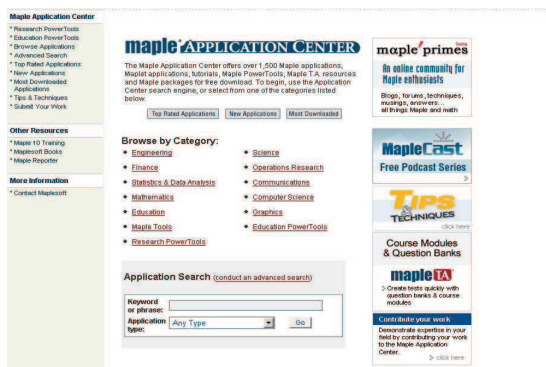 Maple Application Center
* Research PowerTools
* Education PowerTools
* Browse Applications
* Advanced Search
* Top Rated Applications
* New Applications
* Most Downloaded
Applications
* Tips & Techniques
* Submit Your Work
Other Resources
* Maple 10 Training
* Maplesoft Books
* Maple Reporter
More Information
* Contact Maplesoft
maple APPLICATION CENTER
The Maple Application Center offers over 1,500 Maple applications,
Maplet applications, tutorials, Maple PowerTools, Maple T.A. resources
and Maple packages for free download. To begin, use the Application
Center search engine, or select from one of the categories listed
below.
Top Rated Applications New Applications Most Downloaded
Browse by Category:
Engineering
Finance
Statistics & Data Analysis
Mathematics
Education
Maple Tools
Research PowerTools
Science
Operations Research
Communications
Computer Science
Graphics
Education PowerTools
Application Search (conduct an advanced search)
Keyword
or phrase:
Application
type:
Any Type
Go
maple primes
An online community for
Maple enthusiasts
Blogs, forums, techniques,
musings, answers...
all things Maple and math
MapleCast
Free Podcast Series
TIPS
& TECHNIQUES
click here
Course Modules
& Question Banks
maple T.A.
Create tests quickly with
question banks & course
modules
Contribute your work
Demonstrate expertise in your
field by contributing your work
to the Maple Application
Center.
click here